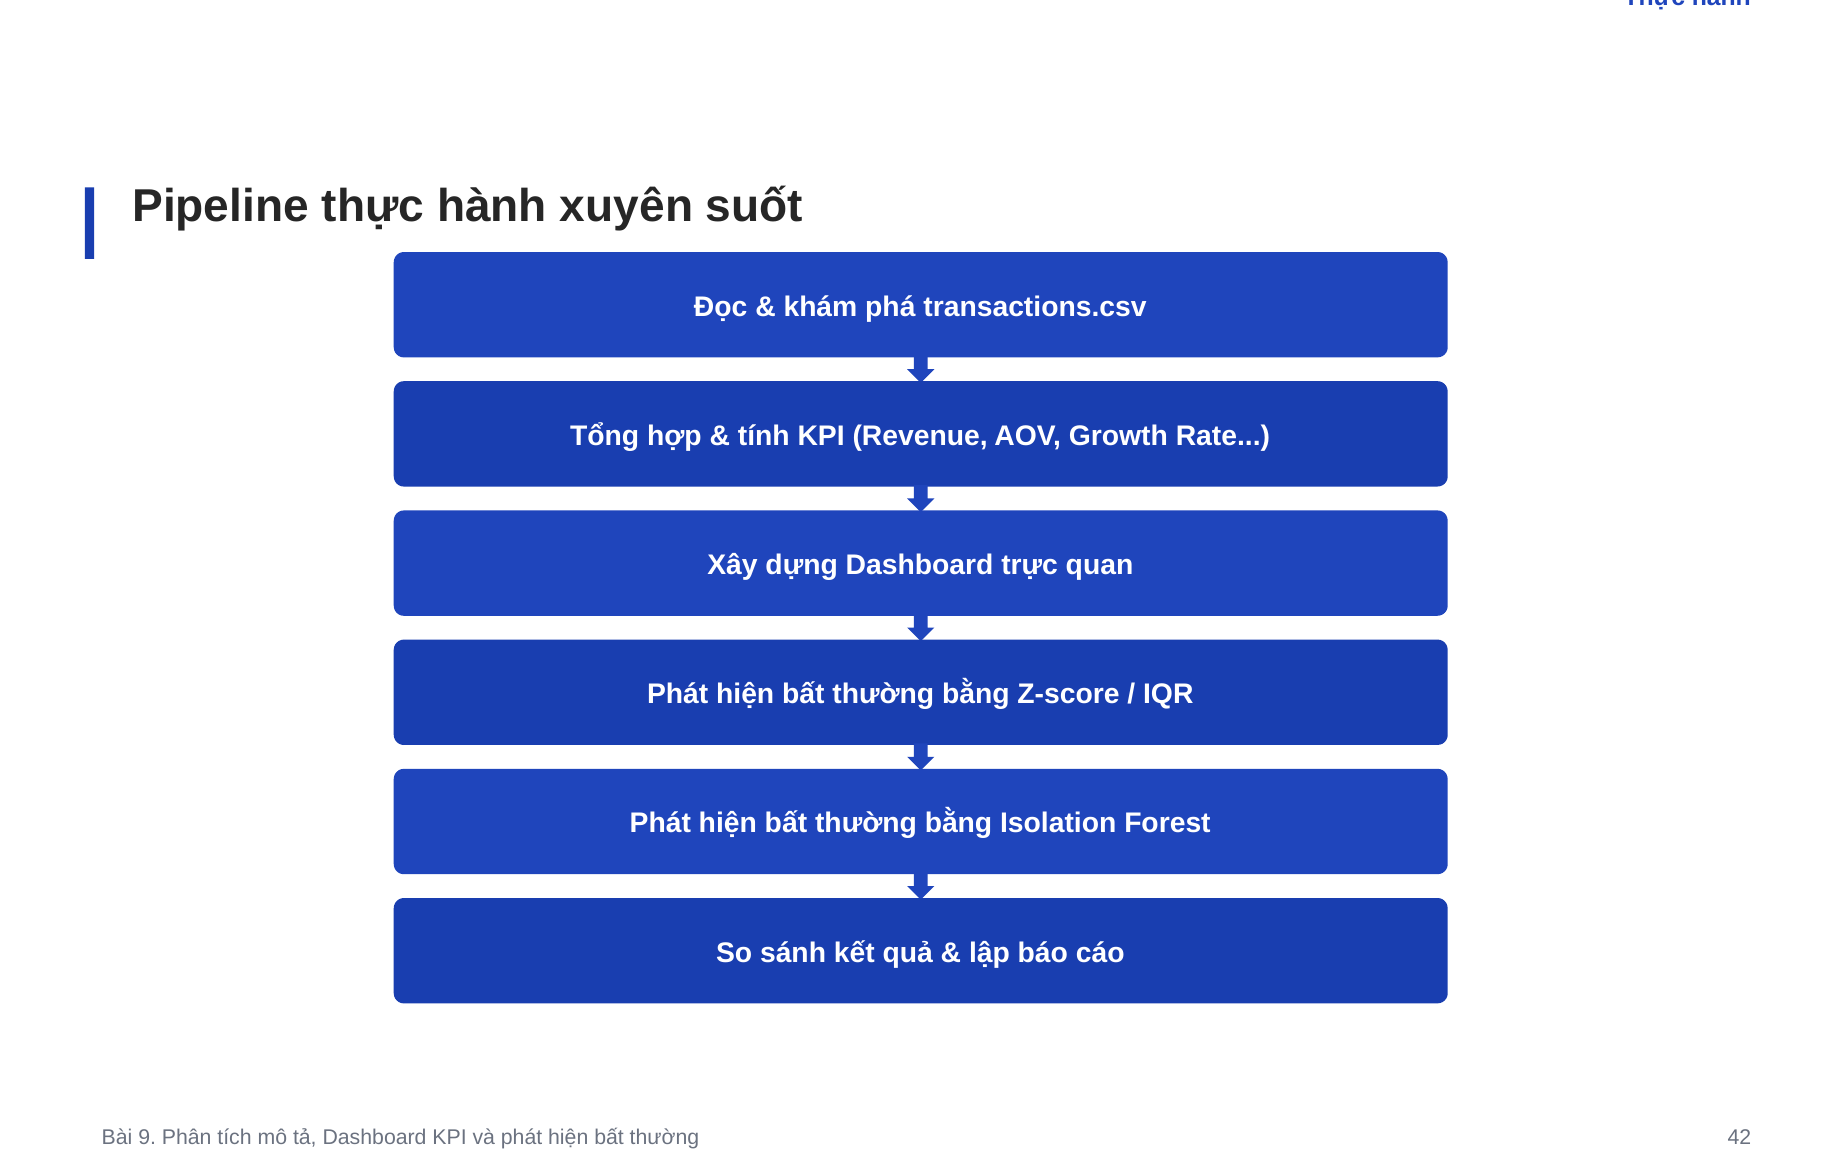 Thực hành
Pipeline thực hành xuyên suốt
Đọc & khám phá transactions.csv
Tổng hợp & tính KPI (Revenue, AOV, Growth Rate...)
Xây dựng Dashboard trực quan
Phát hiện bất thường bằng Z-score / IQR
Phát hiện bất thường bằng Isolation Forest
So sánh kết quả & lập báo cáo
Bài 9. Phân tích mô tả, Dashboard KPI và phát hiện bất thường
42